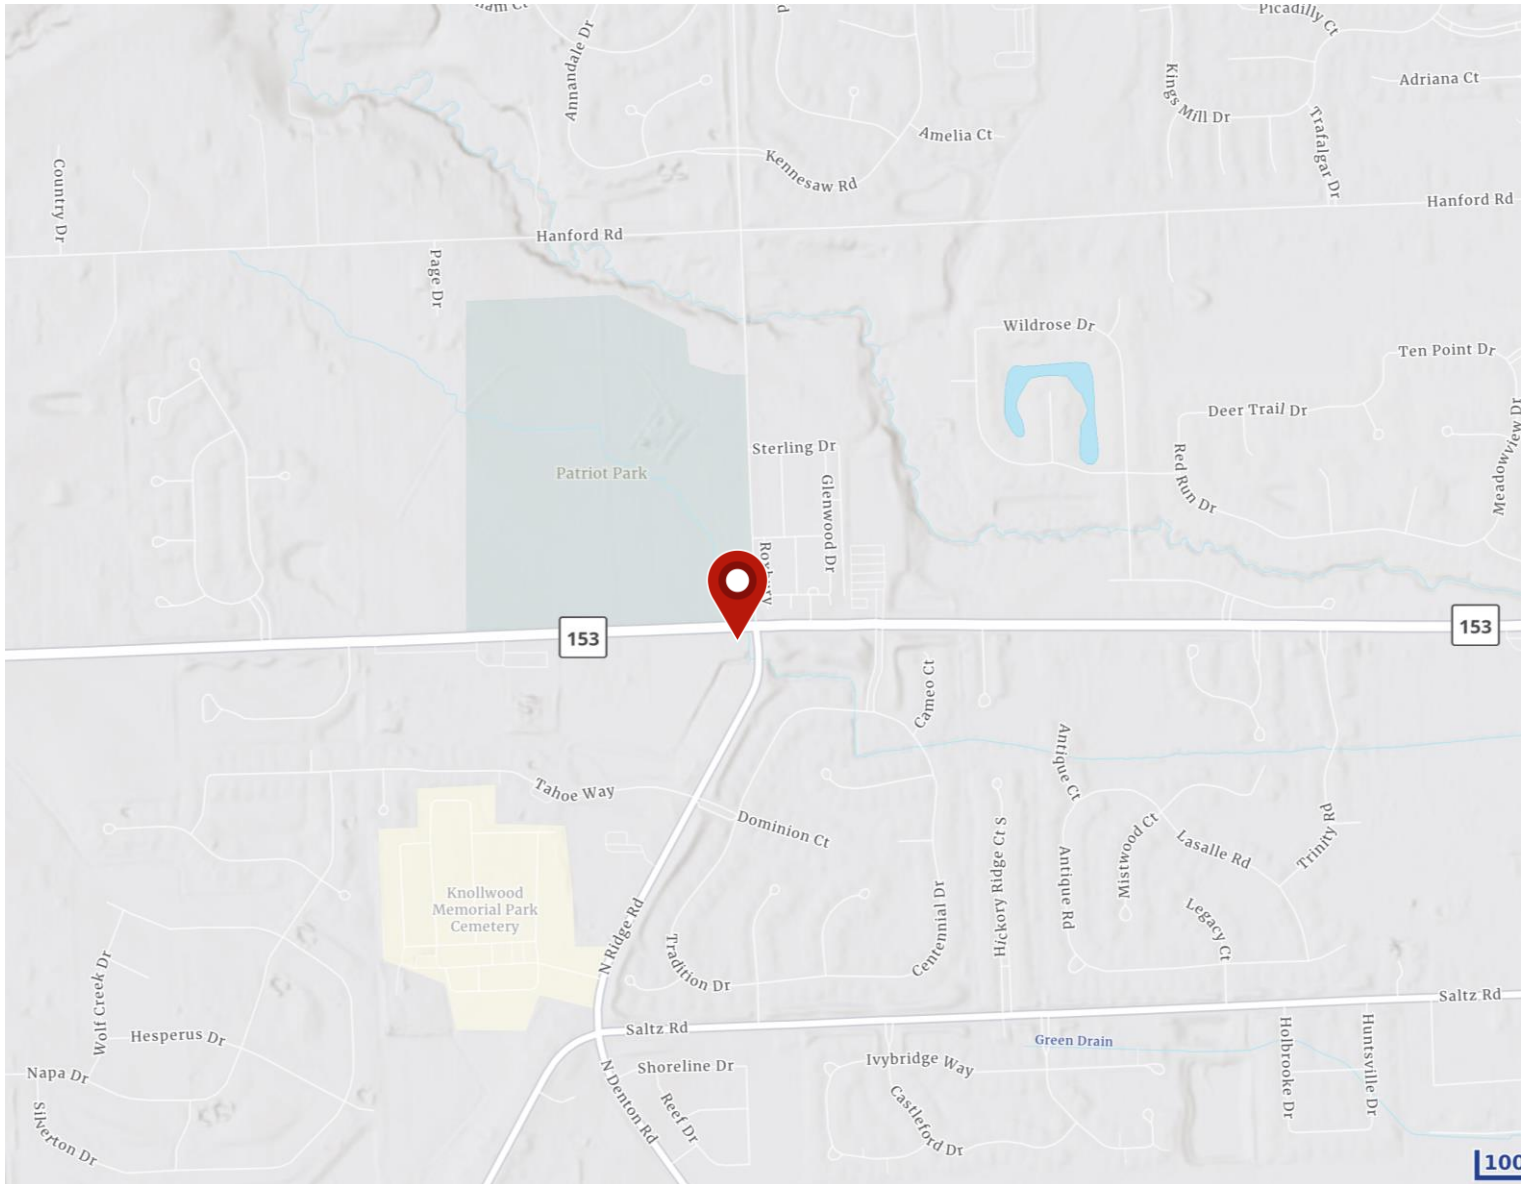 Picadilly Ct
Annandale Dr
Kings Mill Dr
Adriana Ct
Trafalgar Dr
Amelia Ct
Kennesaw Rd
Country Dr
Hanford Rd
Hanford Rd
Page Dr
Wildrose Dr
Ten Point Dr
Deer Trail Dr
Meadowview Dr
Red Run Dr
Sterling Dr
Patriot Park
Glenwood Dr
153
153
Cameo Ct
Antique Ct
Tahoe Way
Dominion Ct
Hickory Ridge Ct S
Mistwood Ct
Lasalle Rd
Trinity Rd
Antique Rd
Knollwood
Memorial Park
Cemetery
N Ridge Rd
Tradition Dr
Centennial Dr
Legacy Ct
Wolf Creek Dr
Hesperus Dr
Saltz Rd
Saltz Rd
Green Drain
Holbrooke Dr
Huntsville Dr
Napa Dr
Shoreline Dr
Ivybridge Way
N Denton Rd
Reef Dr
Castleford Dr
Silverton Dr
100